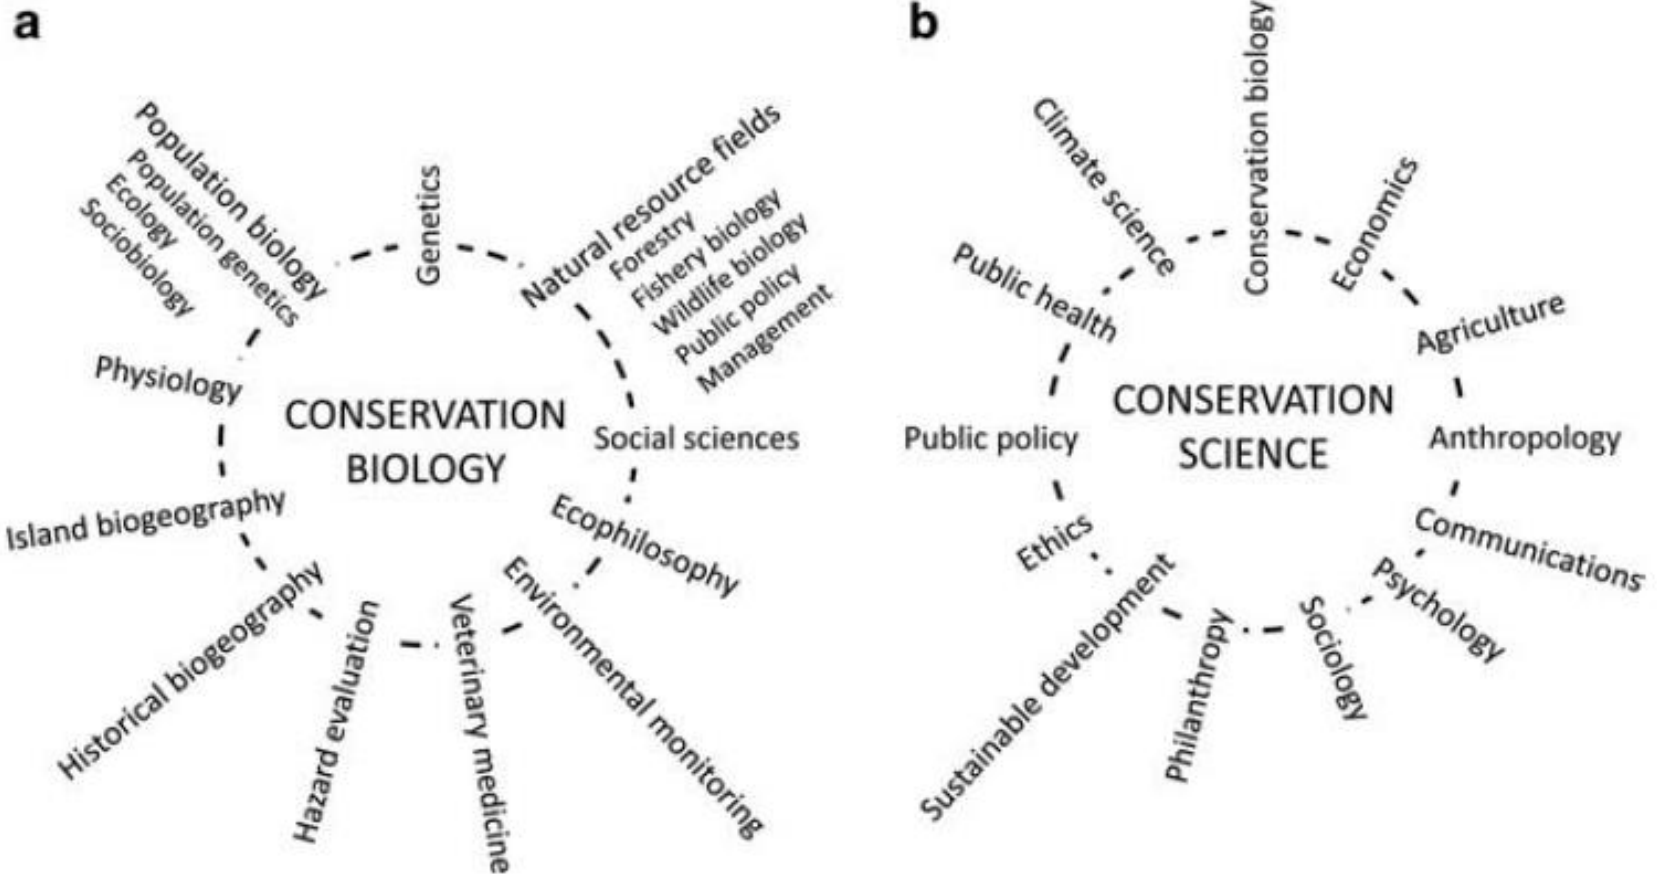 a
Population biology
Population genetics
Ecology
Sociobiology
Genetics
Natural resource fields
Forestry
Fishery biology
Wildlife biology
Public policy
Management
Physiology
CONSERVATION
BIOLOGY
Social sciences
Island biogeography
Ecophilosophy
Historical biogeography
Hazard evaluation
Veterinary medicine
Environmental monitoring
b
Conservation biology
Climate science
Economics
Public health
Agriculture
CONSERVATION
SCIENCE
Public policy
Anthropology
Ethics
Communications
Sustainable development
Philanthropy
Sociology
Psychology